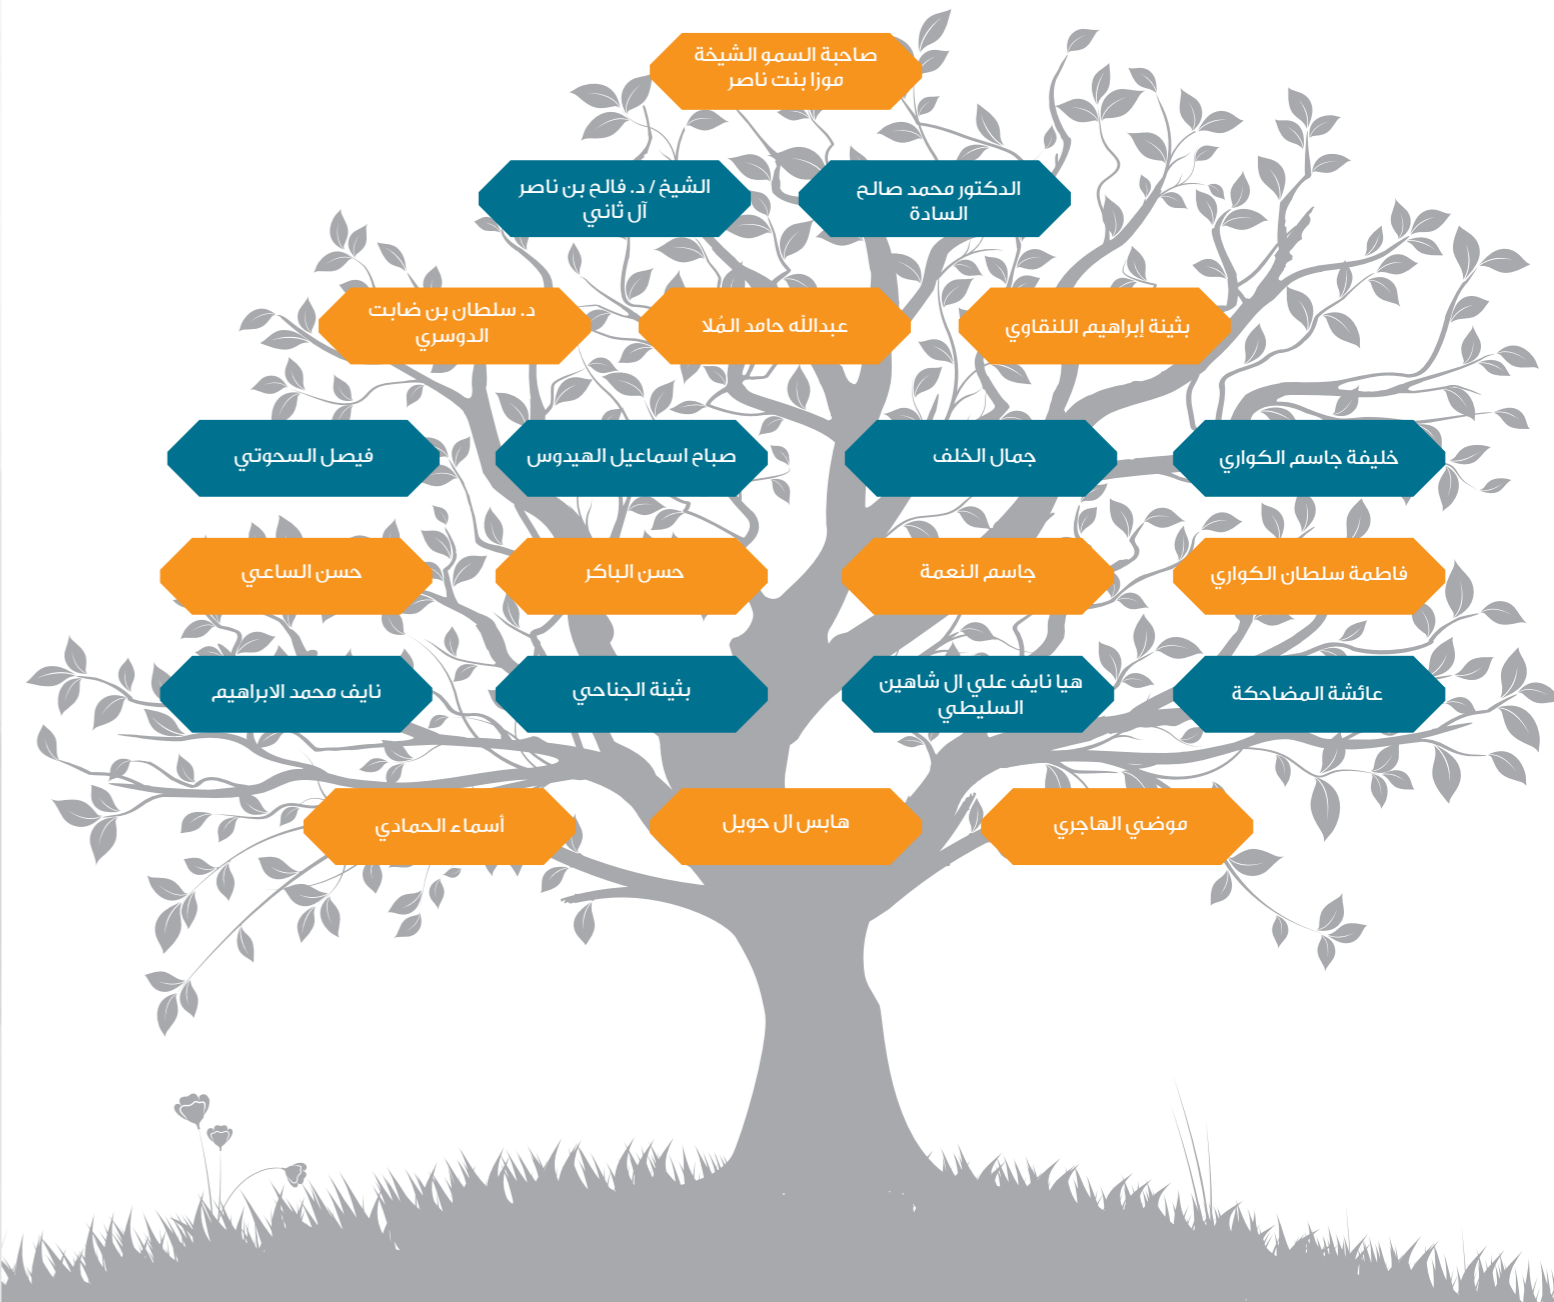 صاحبة السمو الشيخة
موزا بنت ناصر
الدكتور محمد صالح
السادة
الشيخ / د. فالح بن ناصر
آل ثاني
بثينة إبراهيم اللنقاوي
عبدالله حامد المُلا
د. سلطان بن ضابت
الدوسري
خليفة جاسم الكواري
جمال الخلف
صباح اسماعيل الهيدوس
فيصل السحوتي
فاطمة سلطان الكواري
جاسم النعمة
حسن الباكر
حسن الساعي
عائشة المضاحكة
هيا نايف علي ال شاهين
السليطي
بثينة الجناحي
نايف محمد الابراهيم
موضي الهاجري
هابس ال حويل
أسماء الحمادي